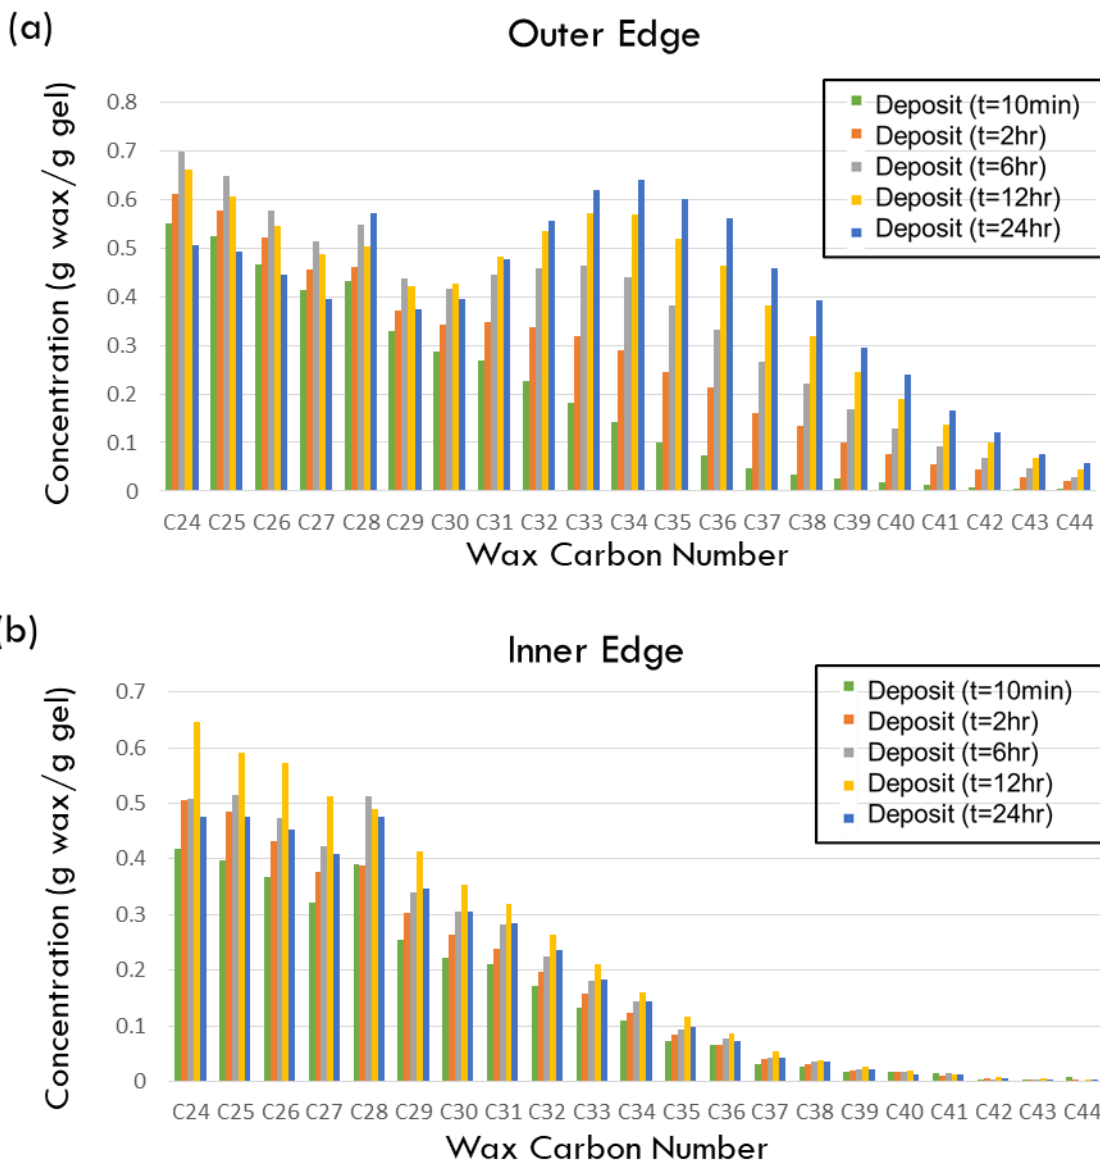 (a)
Outer Edge
Concentration (g wax/g gel)
0.8
0.7
0.6
0.5
0.4
0.3
0.2
0.1
0
Deposit (t=10min)
Deposit (t=2hr)
Deposit (t=6hr)
Deposit (t=12hr)
Deposit (t=24hr)
C24 C25 C26 C27 C28 C29 C30 C31 C32 C33 C34 C35 C36 C37 C38 C39 C40 C41 C42 C43 C44
Wax Carbon Number
(b)
Inner Edge
Concentration (g wax/g gel)
0.7
0.6
0.5
0.4
0.3
0.2
0.1
0
Deposit (t=10min)
Deposit (t=2hr)
Deposit (t=6hr)
Deposit (t=12hr)
Deposit (t=24hr)
C24 C25 C26 C27 C28 C29 C30 C31 C32 C33 C34 C35 C36 C37 C38 C39 C40 C41 C42 C43 C44
Wax Carbon Number